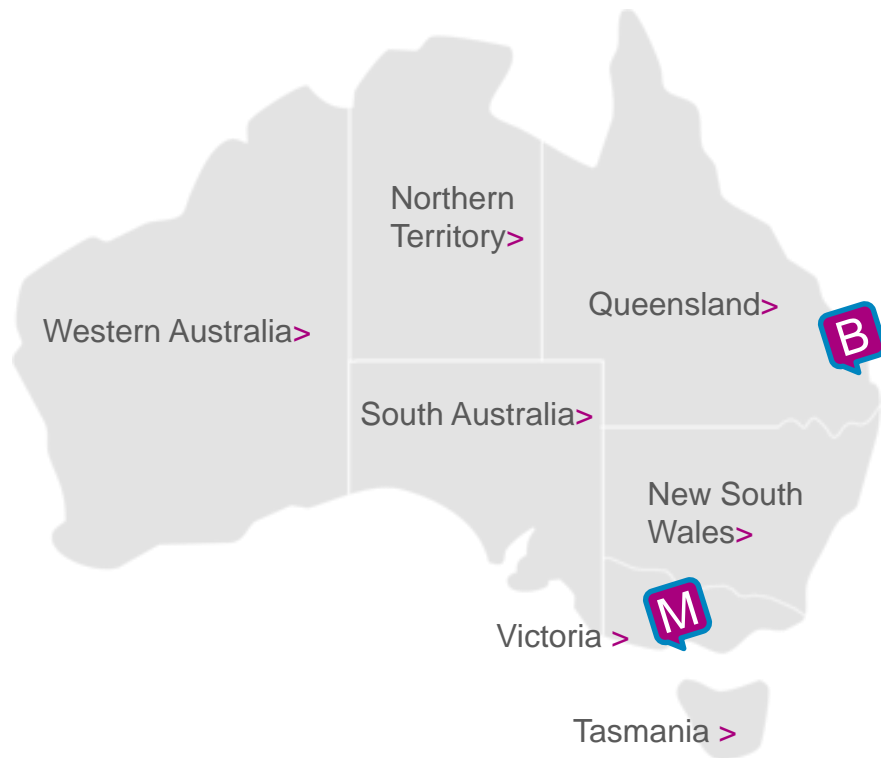 Northern
Territory>
Queensland>
Western Australia>
B
South Australia>
New South
Wales>
M
Victoria >
Tasmania >